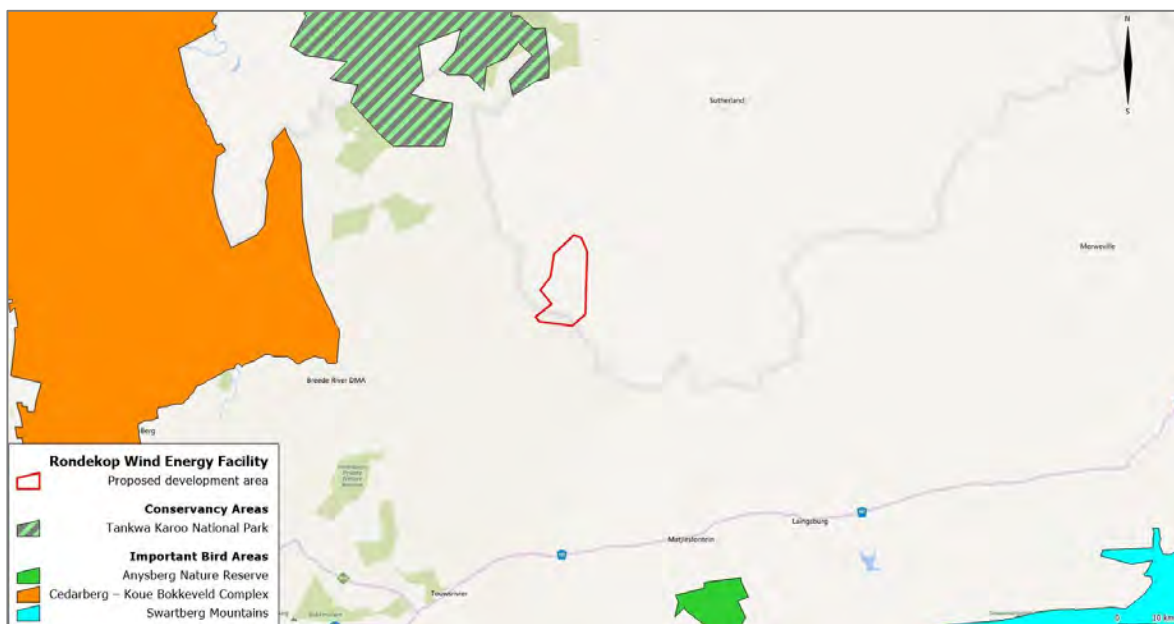 N
S
Sutherland
Merweville
Breede River DMA
Berg
Laingsburg
Matjiesfontein
Touwsrivier
0 10 km
Rondekop Wind Energy Facility
Proposed development area
Conservancy Areas
Tankwa Karoo National Park
Important Bird Areas
Anysberg Nature Reserve
Cedarberg – Koue Bokkeveld Complex
Swartberg Mountains